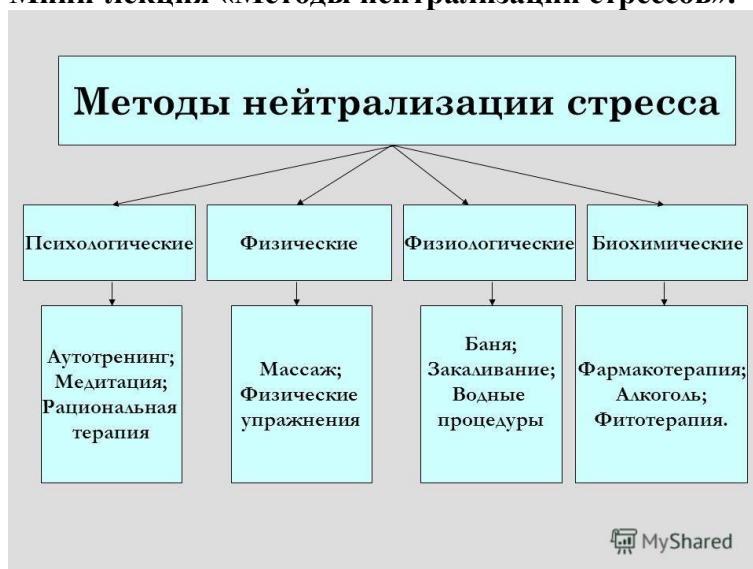 Мини-лекция «Методы нейтрализации стрессов».
Методы нейтрализации стресса
Психологические
Физические
Физиологические
Биохимические
Аутотренинг;
Медитация;
Рациональная
терапия
Массаж;
Физические
упражнения
Баня;
Закаливание;
Водные
процедуры
Фармакотерапия;
Алкоголь;
Фитотерапия.
MyShared